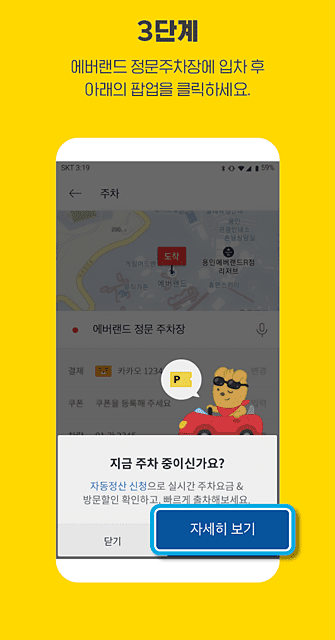 3단계
에버랜드 정문주차장에 입차 후
아래의 팝업을 클릭하세요.
SKT 3:19
59%
주차
도착
에버랜드
용인에버랜드R점
리저브
에버랜드 정문 주차장
P
결제
카카오 1234
변경
쿠폰
쿠폰을 등록해 주세요
지금 주차 중이신가요?
자동정산 신청으로 실시간 주차요금 &
방문할인 확인하고, 빠르게 출차해보세요.
닫기
자세히 보기